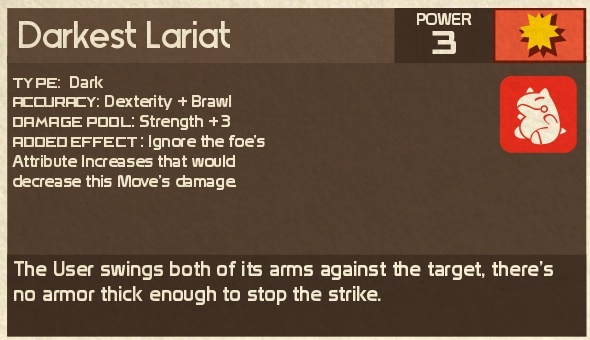 Darkest Lariat
POWER
3
TYPE: Dark
ACCURACY: Dexterity + Brawl
DAMAGE POOL: Strength +3
ADDED EFFECT: Ignore the foe's
Attribute Increases that would
decrease this Move's damage.
The User swings both of its arms against the target, there's
no armor thick enough to stop the strike.